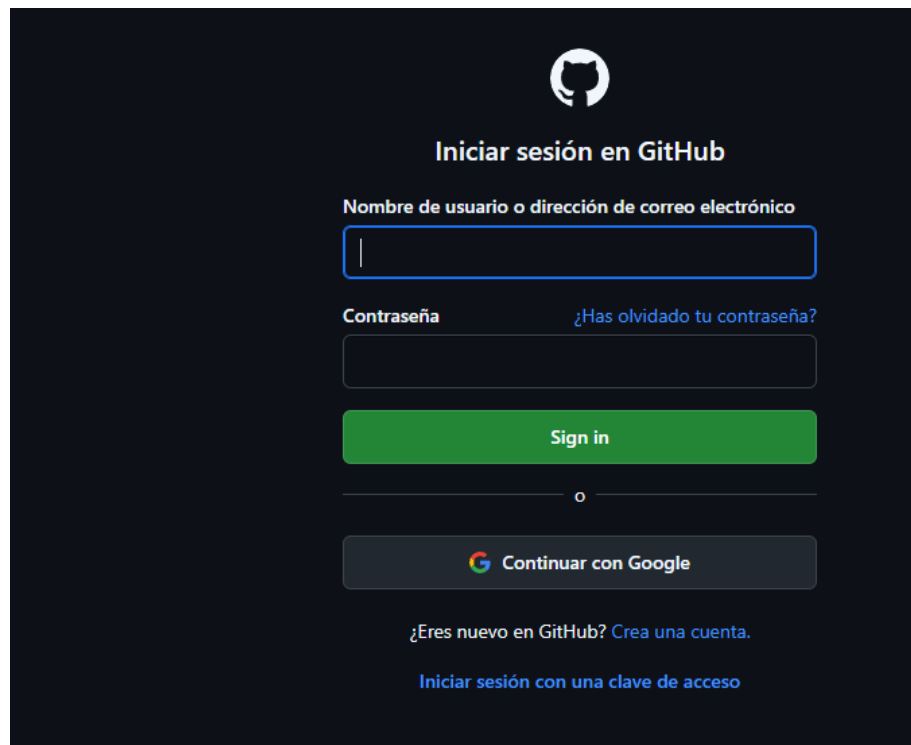 Iniciar sesión en GitHub
Nombre de usuario o dirección de correo electrónico
Contraseña ¿Has olvidado tu contraseña?
Sign in
o
Continuar con Google
¿Eres nuevo en GitHub? Crea una cuenta.
Iniciar sesión con una clave de acceso